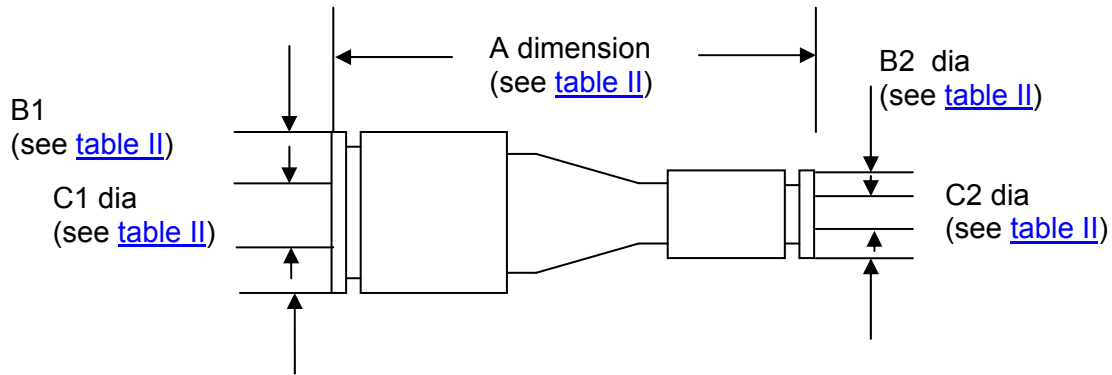 A dimension
(see table II)
B2 dia
(see table II)
B1
(see table II)
C1 dia
(see table II)
C2 dia
(see table II)